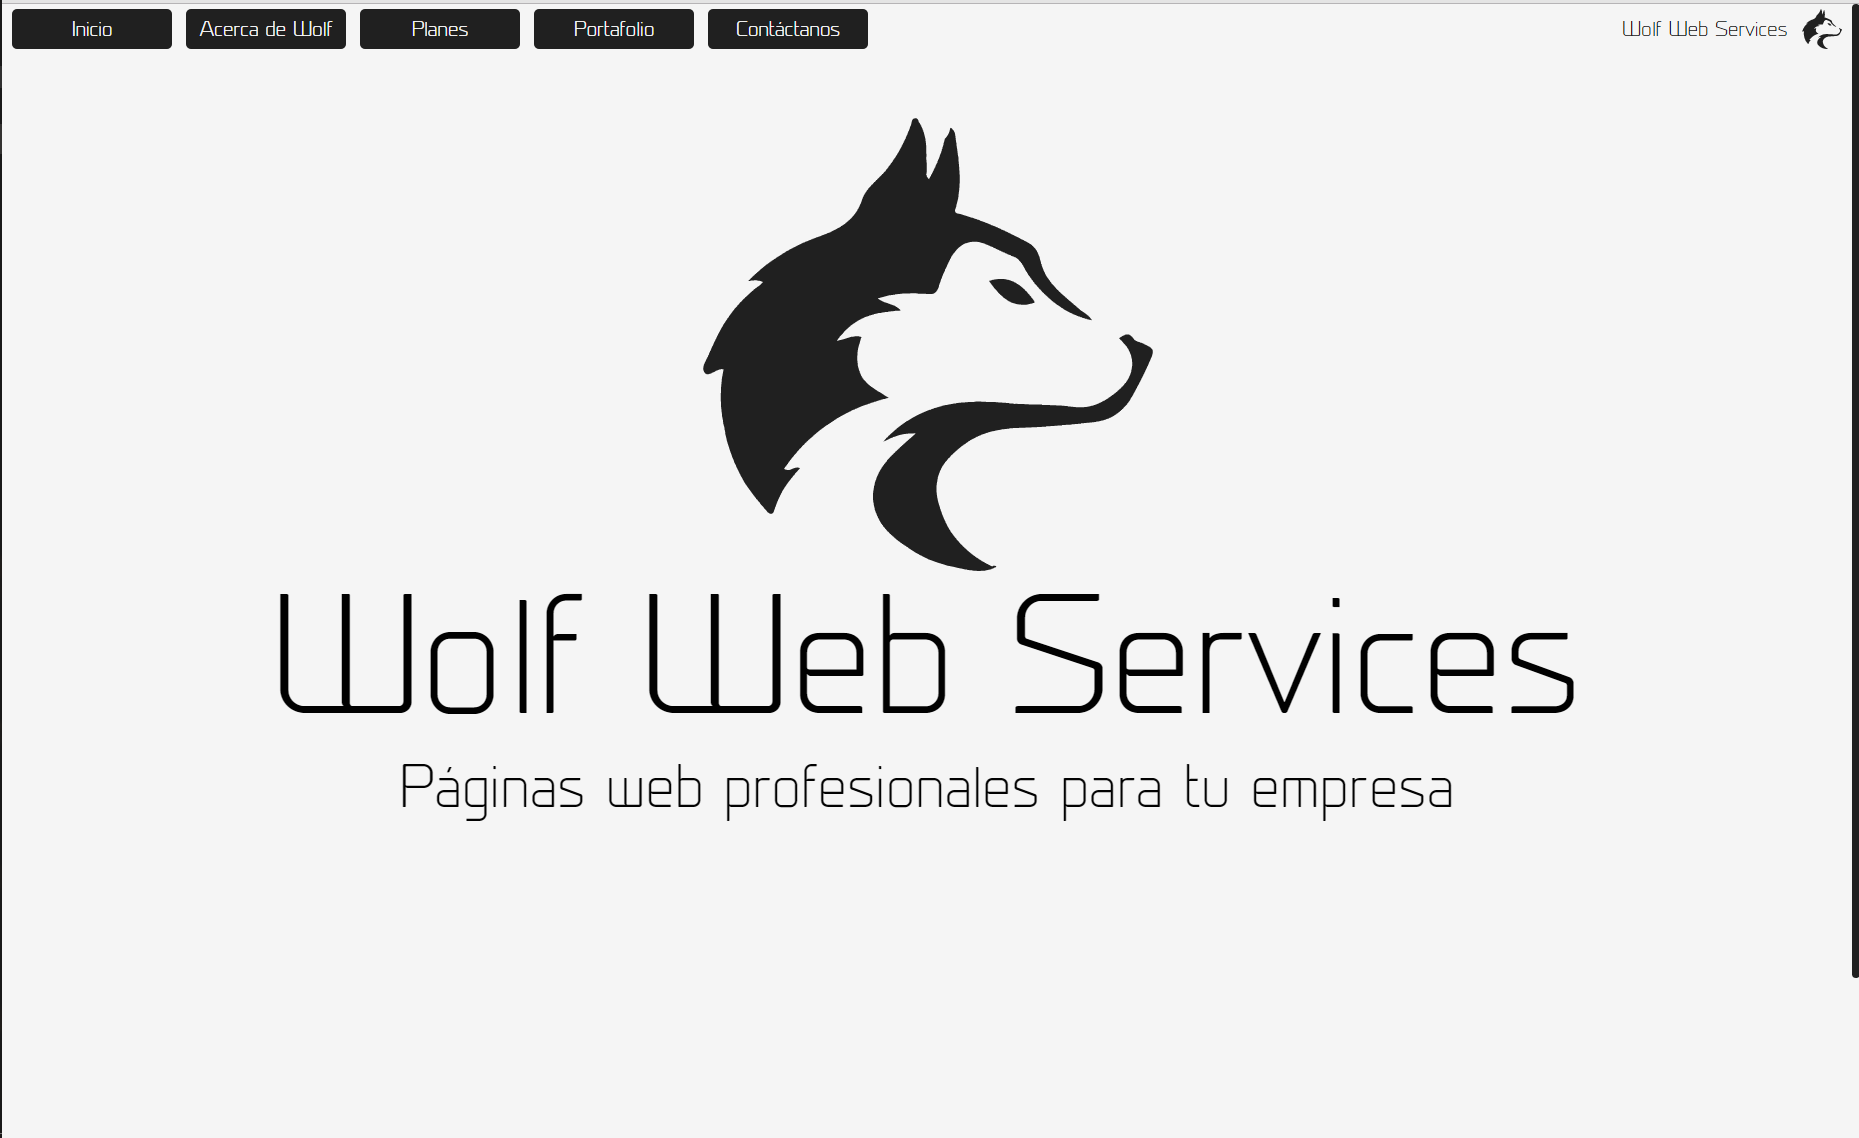 Inicio
Acerca de Wolf
Planes
Portafolio
Contáctanos
Wolf Web Services
Wolf Web Services
Páginas web profesionales para tu empresa